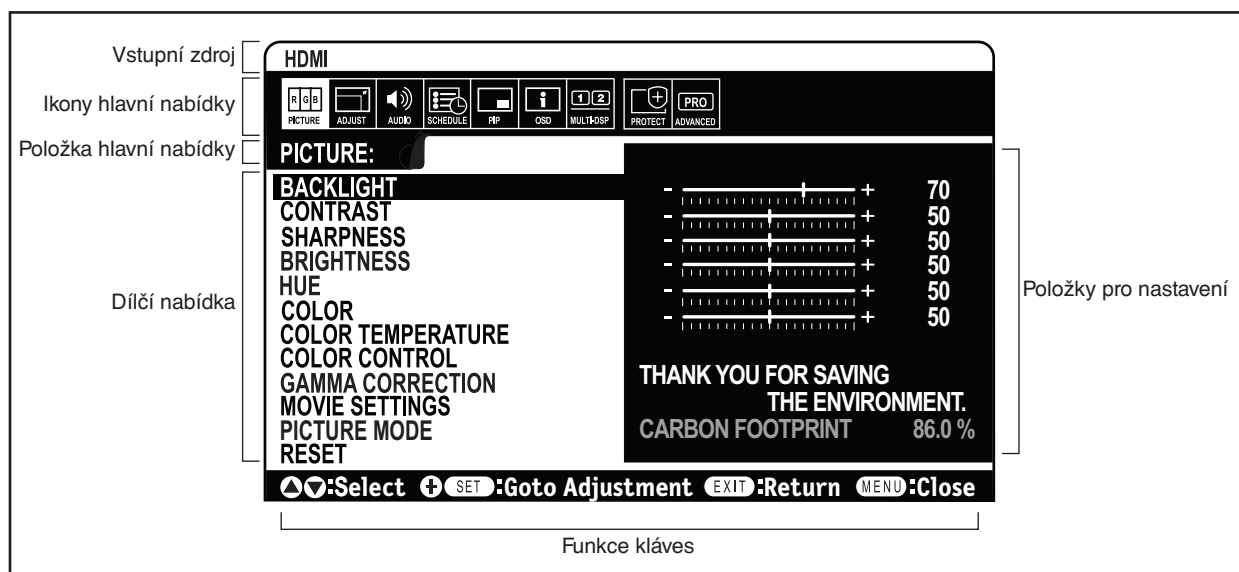 Vstupní zdroj
HDMI
Ikony hlavní nabídky
R G B
PICTURE
ADJUST
AUDIO
SCHEDULE
PIP
OSD
1 2
MULTI-DSP
PROTECT
PRO
ADVANCED
Položka hlavní nabídky
PICTURE:
Dílčí nabídka
BACKLIGHT - + 70
CONTRAST - + 50
SHARPNESS - + 50
BRIGHTNESS - + 50
HUE - + 50
COLOR - + 50
COLOR TEMPERATURE
COLOR CONTROL
GAMMA CORRECTION
MOVIE SETTINGS
PICTURE MODE
RESET
THANK YOU FOR SAVING
THE ENVIRONMENT.
CARBON FOOTPRINT 86.0 %
Položky pro nastavení
:Select + SET :Goto Adjustment EXIT :Return MENU :Close
Funkce kláves